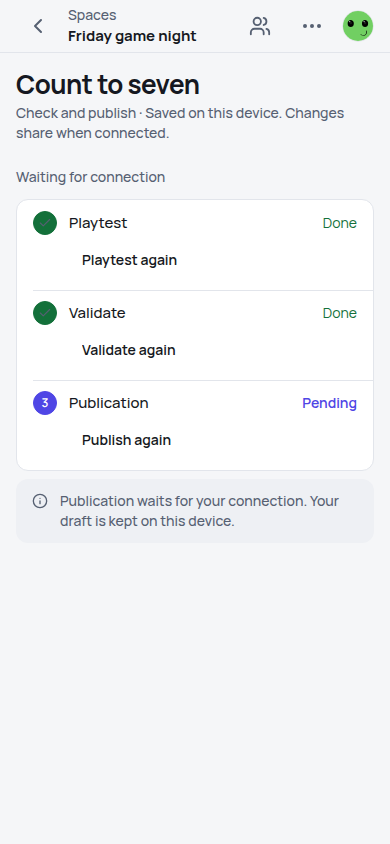 Spaces
Friday game night
Count to seven
Check and publish · Saved on this device. Changes
share when connected.
Waiting for connection
Playtest
Done
Playtest again
Validate
Done
Validate again
3
Publication
Pending
Publish again
Publication waits for your connection. Your
draft is kept on this device.